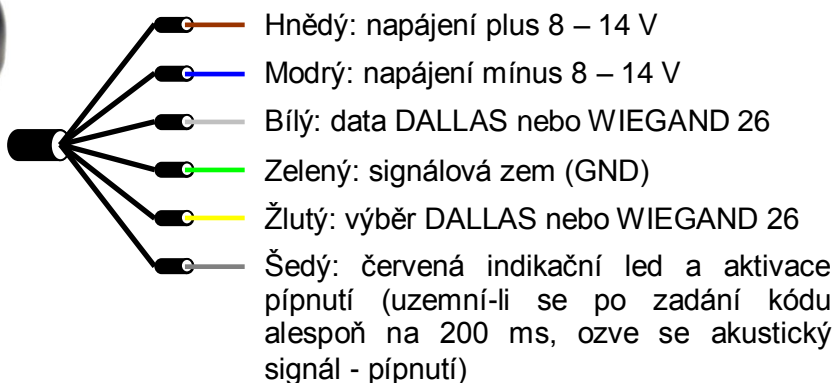 Hnědý: napájení plus 8 – 14 V
Modrý: napájení mínus 8 – 14 V
Bílý: data DALLAS nebo WIEGAND 26
Zelený: signálová zem (GND)
Žlutý: výběr DALLAS nebo WIEGAND 26
Šedý: červená indikační led a aktivace
pípnutí (uzemní-li se po zadání kódu
alespoň na 200 ms, ozve se akustický
signál - pípnutí)